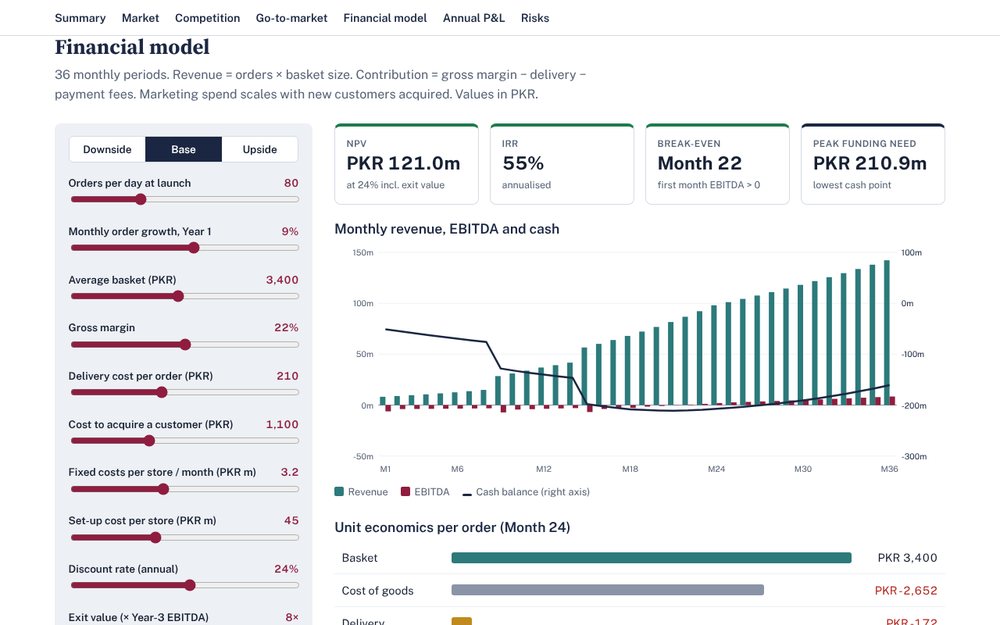 Summary Market Competition Go-to-market Financial model Annual P&L Risks
Financial model
36 monthly periods. Revenue = orders × basket size. Contribution = gross margin − delivery −
payment fees. Marketing spend scales with new customers acquired. Values in PKR.
Downside Base Upside
Orders per day at launch 80
Monthly order growth, Year 1 9%
Average basket (PKR) 3,400
Gross margin 22%
Delivery cost per order (PKR) 210
Cost to acquire a customer (PKR) 1,100
Fixed costs per store / month (PKR m) 3.2
Set-up cost per store (PKR m) 45
Discount rate (annual) 24%
Exit value (× Year-3 EBITDA) 8×
NPV
PKR 121.0m
at 24% incl. exit value
IRR
55%
annualised
BREAK-EVEN
Month 22
first month EBITDA > 0
PEAK FUNDING NEED
PKR 210.9m
lowest cash point
Monthly revenue, EBITDA and cash
150m 100m
100m 0m
50m -100m
0m -200m
-50m -300m
M1 M6 M12 M18 M24 M30 M36
Revenue EBITDA Cash balance (right axis)
Unit economics per order (Month 24)
Basket PKR 3,400
Cost of goods PKR -2,652
Delivery PKR -172